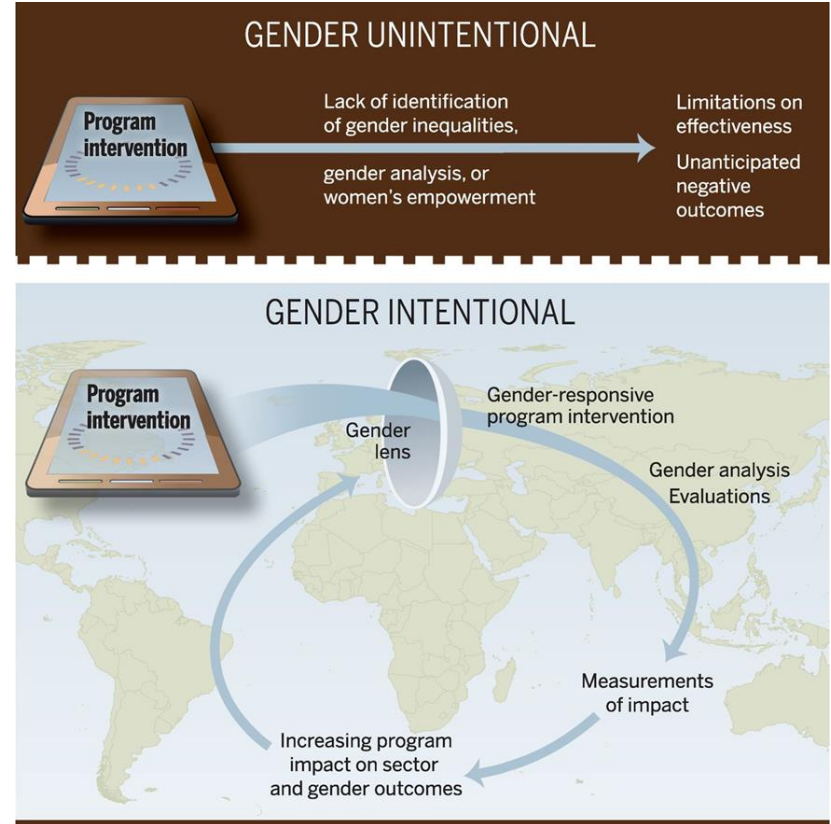 GENDER UNINTENTIONAL
Program
intervention
Lack of identification
of gender inequalities,
gender analysis, or
women's empowerment
Limitations on
effectiveness
Unanticipated
negative
outcomes
GENDER INTENTIONAL
Program
intervention
Gender
lens
Gender-responsive
program intervention
Gender analysis
Evaluations
Measurements
of impact
Increasing program
impact on sector
and gender outcomes